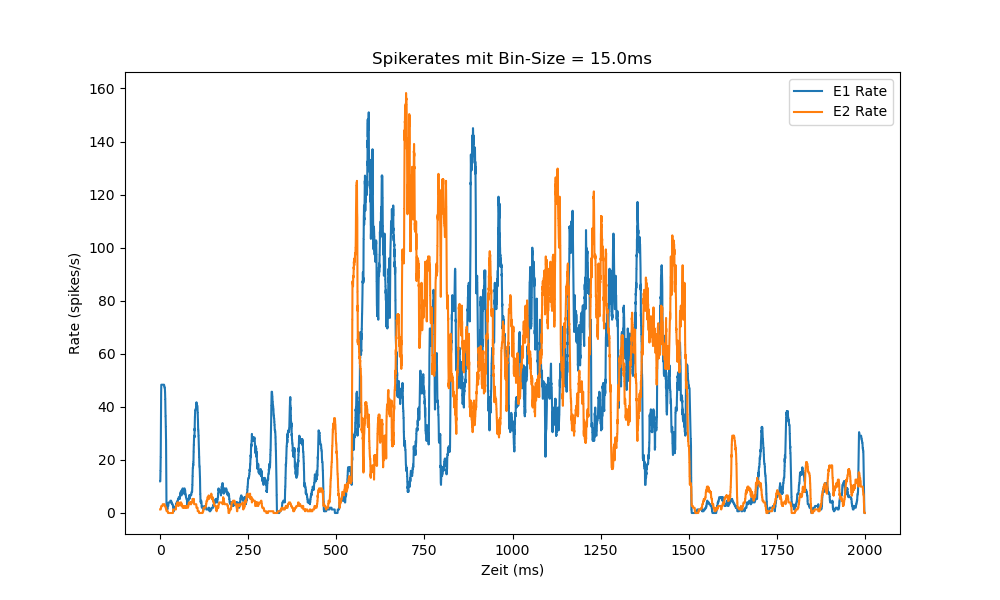 Spikerates mit Bin-Size = 15.0ms
E1 Rate
E2 Rate
160
140
120
100
80
60
40
20
0
Rate (spikes/s)
0 250 500 750 1000 1250 1500 1750 2000
Zeit (ms)